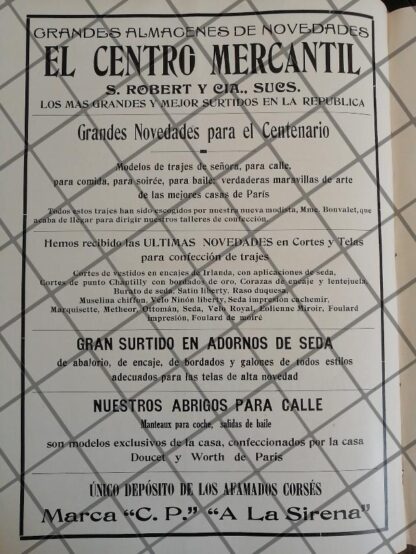 GRANDES ALMACENES DE NOVEDADES
EL CENTRO MERCANTIL
S. ROBERT Y CIA., SUCS.
LOS MAS GRANDES Y MEJOR SURTIDOS EN LA REPUBLICA
Grandes Novedades para el Centenario
Modelos de trajes de señora, para calle,
para comida, para soirée, para baile: verdaderas maravillas de arte
de las mejores casas de París
Todos estos trajes han sido escogidos por nuestra nueva modista, Mme. Bonvalet, que
acaba de llegar para dirigir nuestros talleres de confección.
Hemos recibido las ULTIMAS NOVEDADES en Cortes y Telas
para confección de trajes
Cortes de vestidos en encajes de Irlanda, con aplicaciones de seda,
Cortes de punto Chantilly con bordados de oro, Corazas de encaje y lentejuela,
Burato de seda, Satin liberty, Raso duquesa,
Muselina chiffon, Velo Ninón liberty, Seda impresión cachemir,
Marquisette, Metheor, Ottomán, Seda, Velo Royal, Eolienne Miroir, Foulard
impresión, Foulard de moiré
GRAN SURTIDO EN ADORNOS DE SEDA
de abalorio, de encaje, de bordados y galones de todos estilos
adecuados para las telas de alta novedad
NUESTROS ABRIGOS PARA CALLE
Manteaux para coche, salidas de baile
son modelos exclusivos de la casa, confeccionados por la casa
Doucet y Worth de París
ÚNICO DEPÓSITO DE LOS AFAMADOS CORSÉS
Marca "C. P." "A La Sirena"